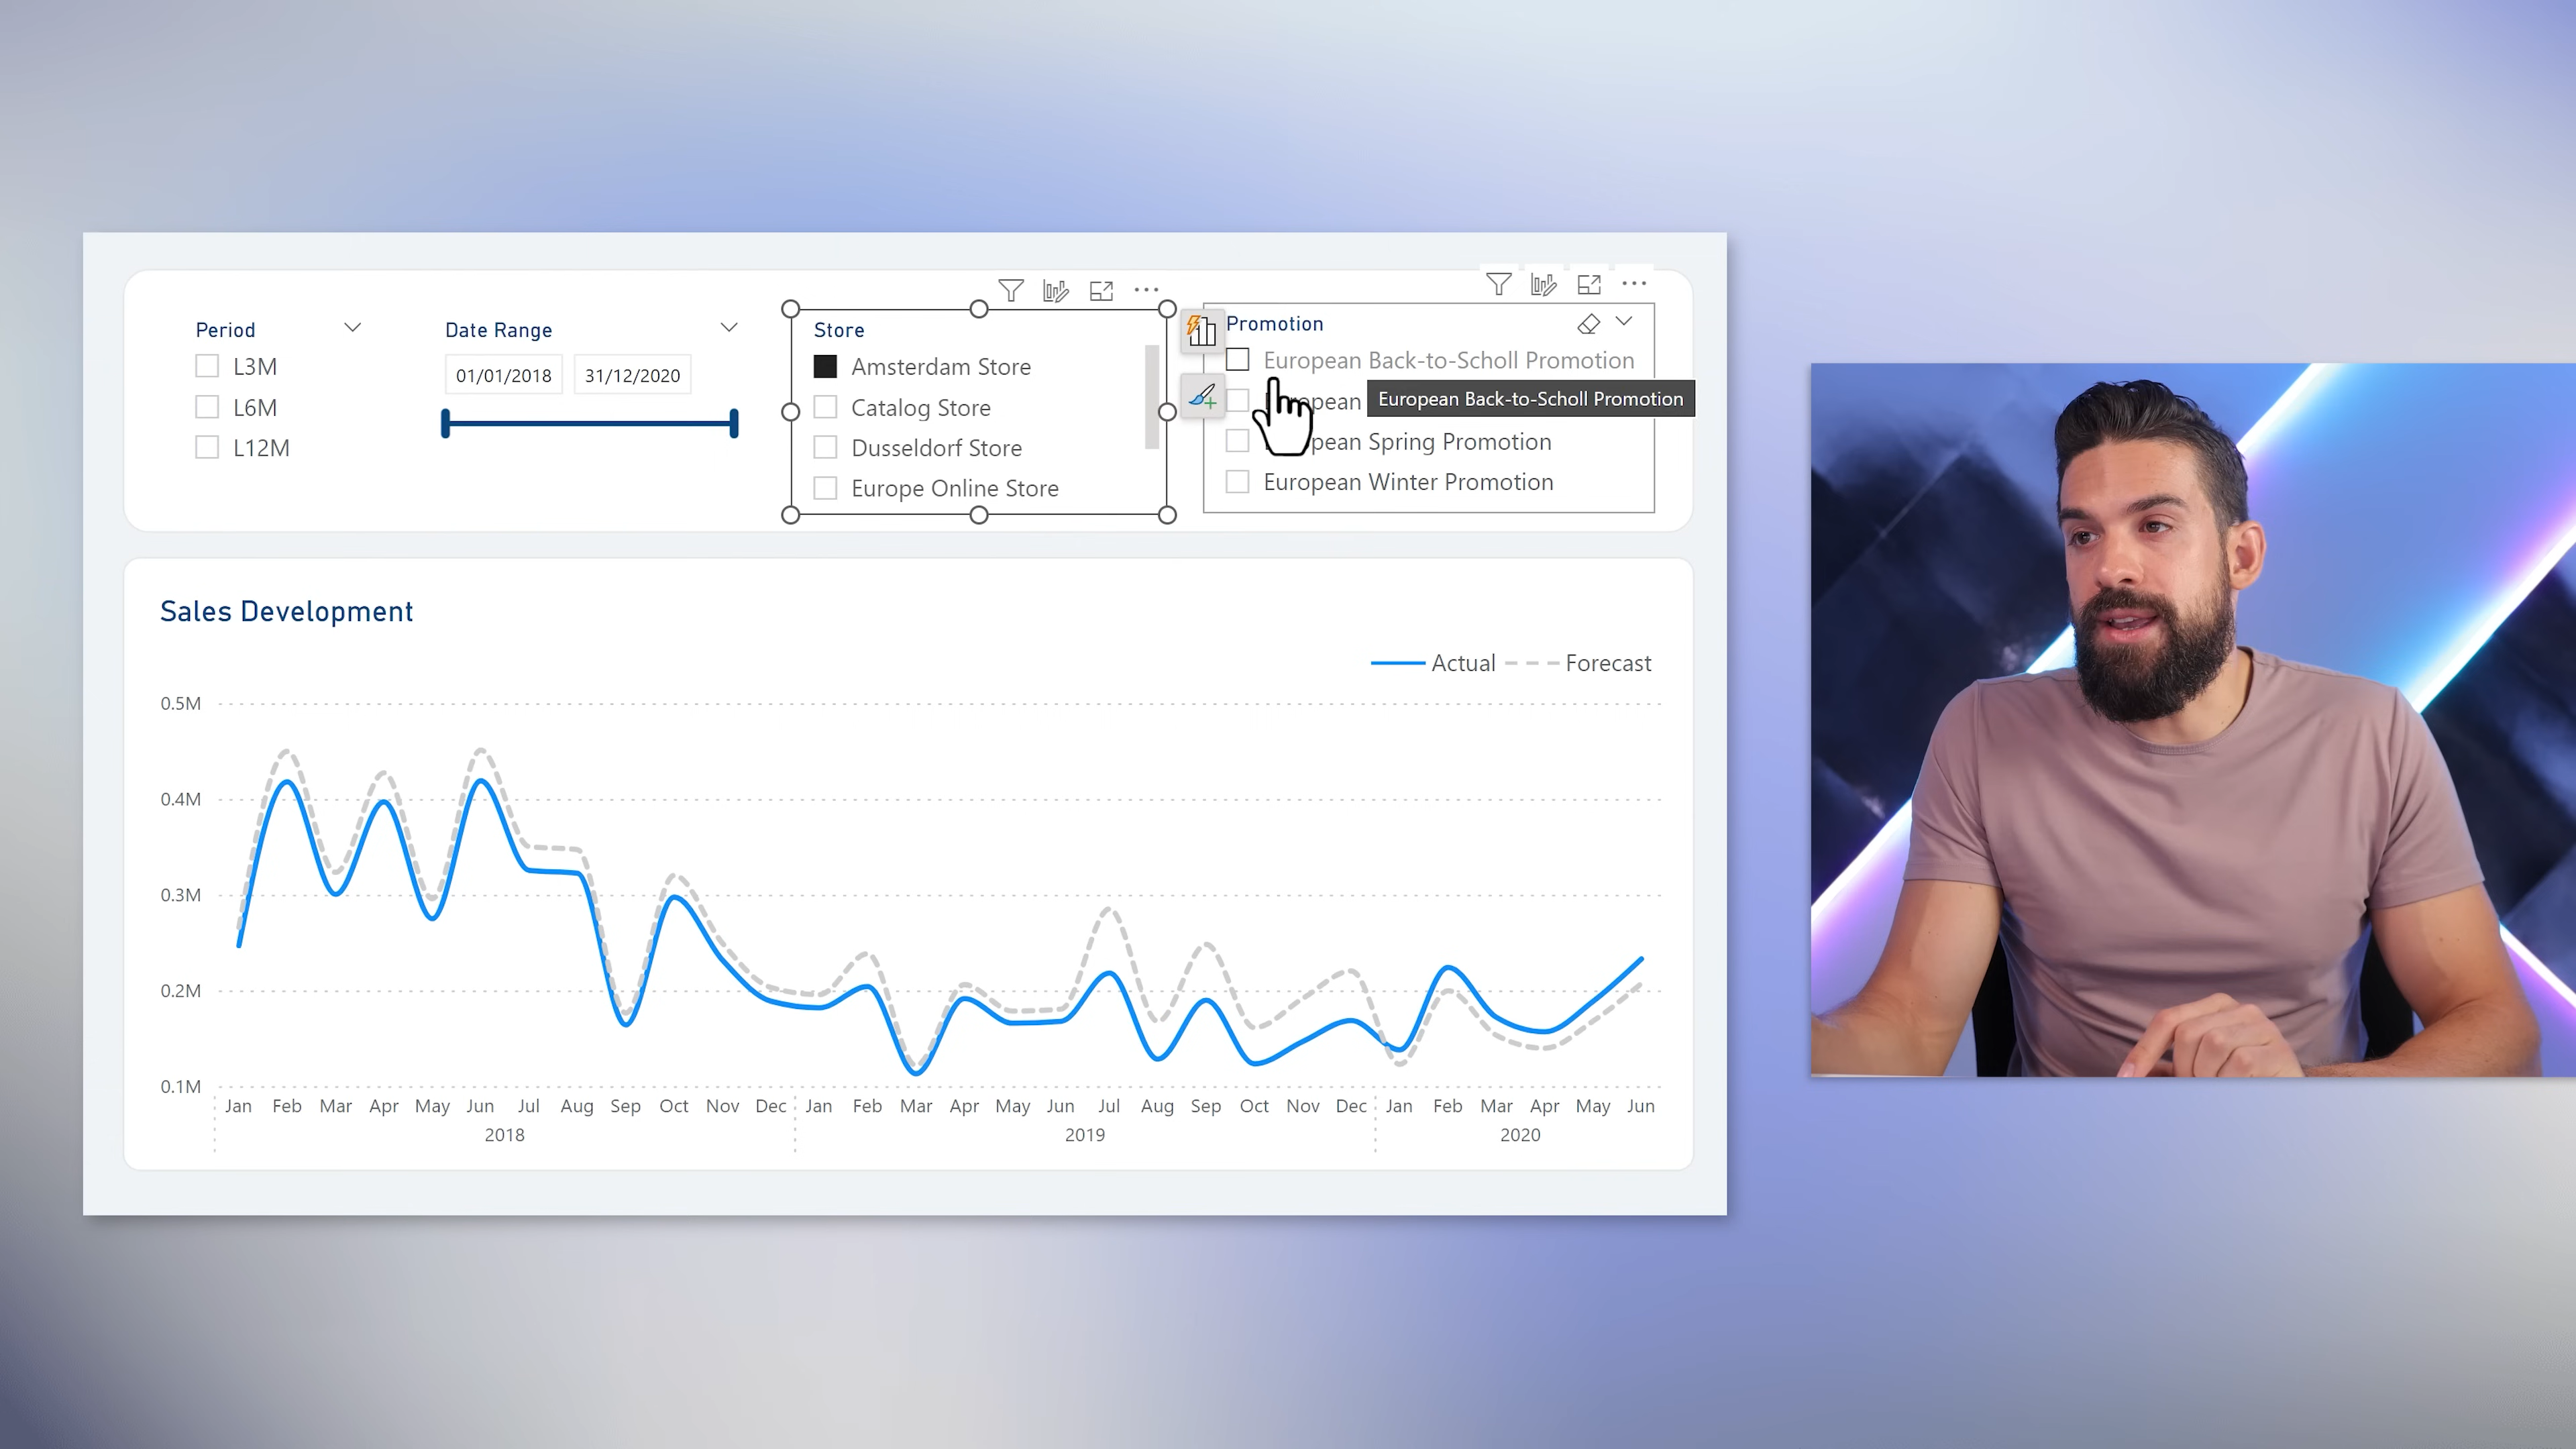 Period
L3M
L6M
L12M
Date Range
01/01/2018 31/12/2020
Store
Amsterdam Store
Catalog Store
Dusseldorf Store
Europe Online Store
Promotion
European Back-to-Scholl Promotion
European Back-to-Scholl Promotion
pean Spring Promotion
European Winter Promotion
Sales Development
Actual Forecast
0.5M
0.4M
0.3M
0.2M
0.1M
Jan Feb Mar Apr May Jun Jul Aug Sep Oct Nov Dec Jan Feb Mar Apr May Jun Jul Aug Sep Oct Nov Dec Jan Feb Mar Apr May Jun
2018 2019 2020